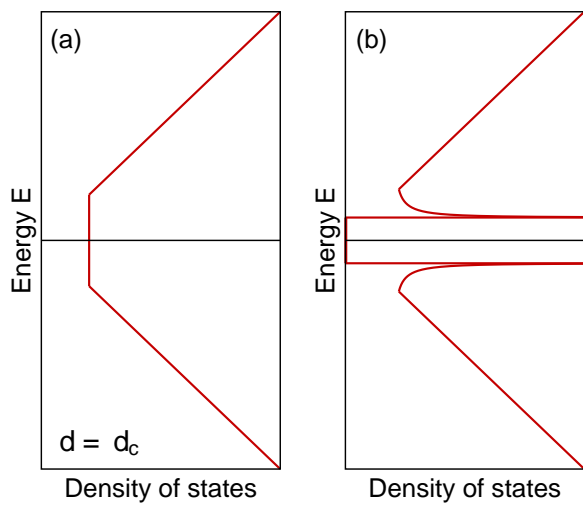 (a)
Energy E
d = d_c
Density of states
(b)
Energy E
Density of states